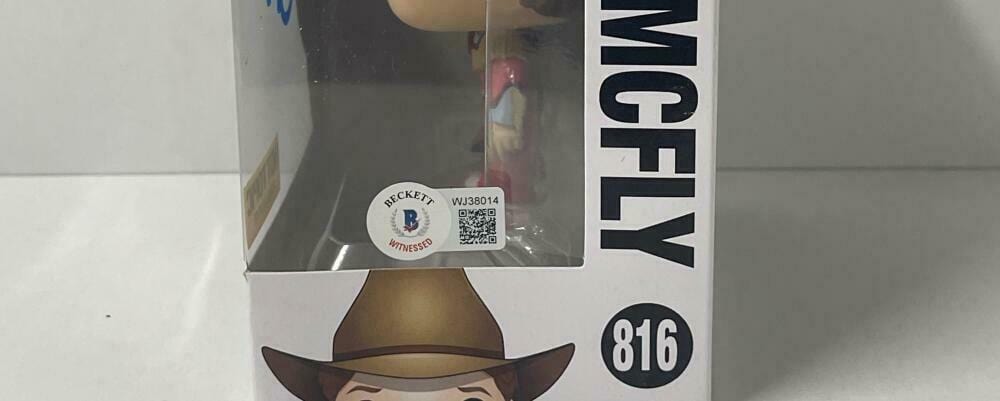 MCFLY
BECKETT
B
WITNESSED
WJ38014
816